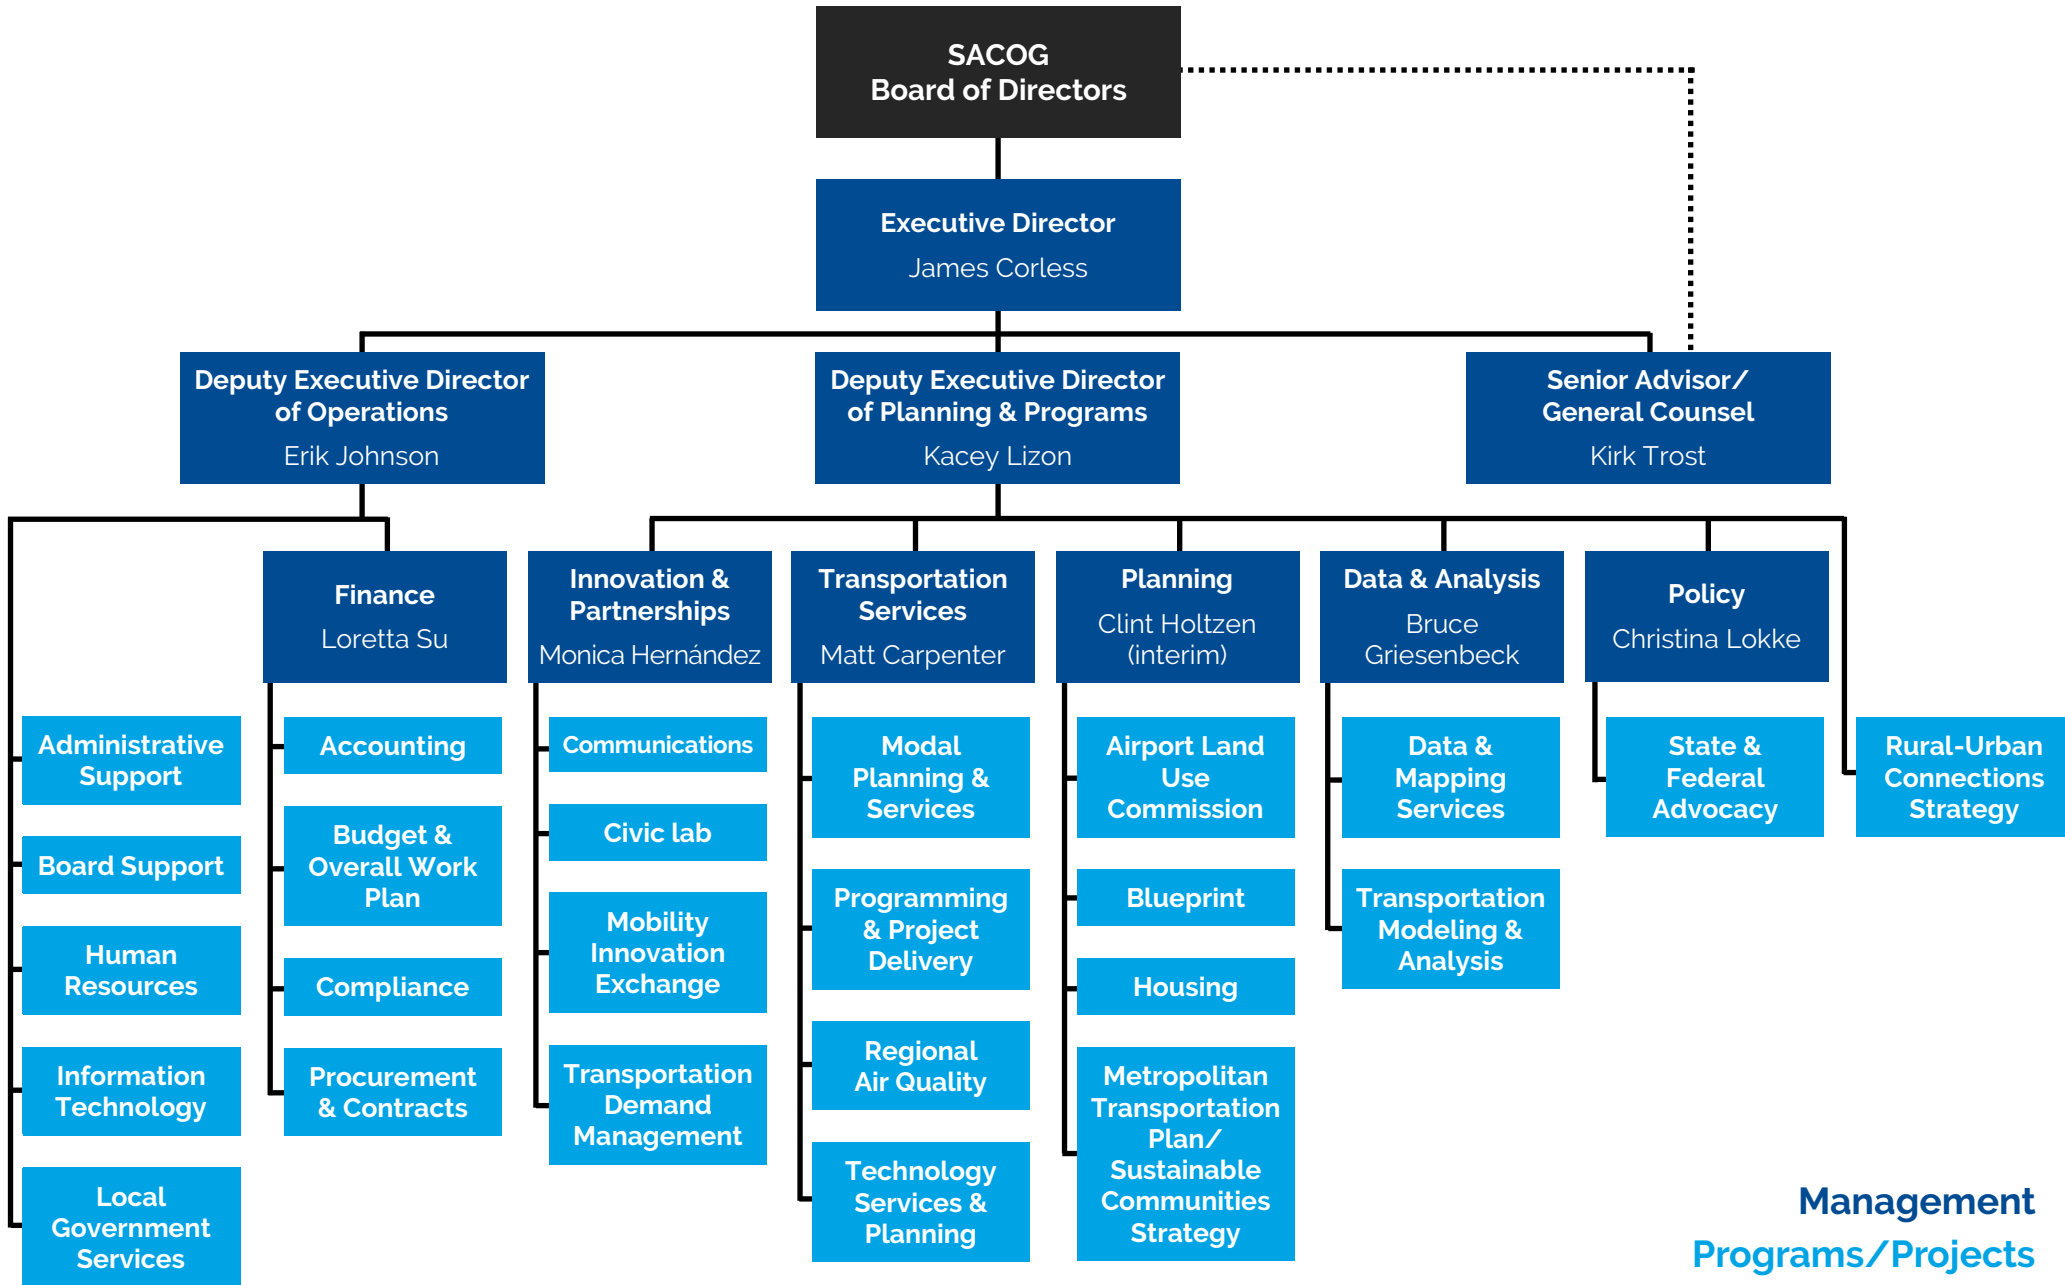 SACOG
Board of Directors
Executive Director
James Corless
Deputy Executive Director
of Operations
Erik Johnson
Deputy Executive Director
of Planning & Programs
Kacey Lizon
Senior Advisor/
General Counsel
Kirk Trost
Finance
Loretta Su
Innovation &
Partnerships
Monica Hernández
Transportation
Services
Matt Carpenter
Planning
Clint Holtzen
(interim)
Data & Analysis
Bruce
Griesenbeck
Policy
Christina Lokke
Administrative
Support
Board Support
Human
Resources
Information
Technology
Local
Government
Services
Accounting
Budget &
Overall Work
Plan
Compliance
Procurement
& Contracts
Communications
Civic lab
Mobility
Innovation
Exchange
Transportation
Demand
Management
Modal
Planning &
Services
Programming
& Project
Delivery
Regional
Air Quality
Technology
Services &
Planning
Airport Land
Use
Commission
Blueprint
Housing
Metropolitan
Transportation
Plan/
Sustainable
Communities
Strategy
Data &
Mapping
Services
Transportation
Modeling &
Analysis
State &
Federal
Advocacy
Rural-Urban
Connections
Strategy
Management
Programs/Projects